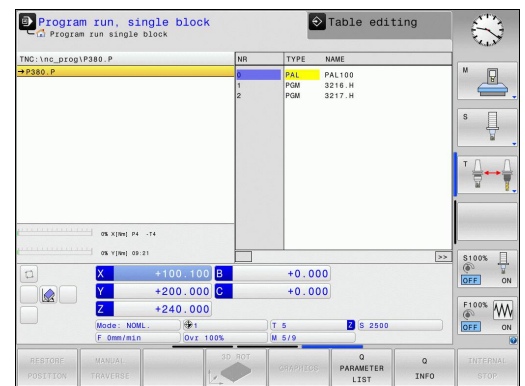 Program run, single block
Program run single block
Table editing
TNC:\nc_prog\P380.P
→P380.P
NR TYPE NAME
0 PAL PAL100
1 PGM 3216.H
2 PGM 3217.H
0% X[Nm] P4 -T4
0% Y[Nm] 09:21
>>
X +100.100 B +0.000
Y +200.000 C +0.000
Z +240.000
Mode: NOML. 1 T 5 Z S 2500
F 0mm/min Ovr 100% M 5/9
M
S
T
S100%
OFF ON
F100%
OFF ON
RESTORE POSITION
MANUAL TRAVERSE
3D ROT
GRAPHICS
Q PARAMETER LIST
Q INFO
INTERNAL STOP